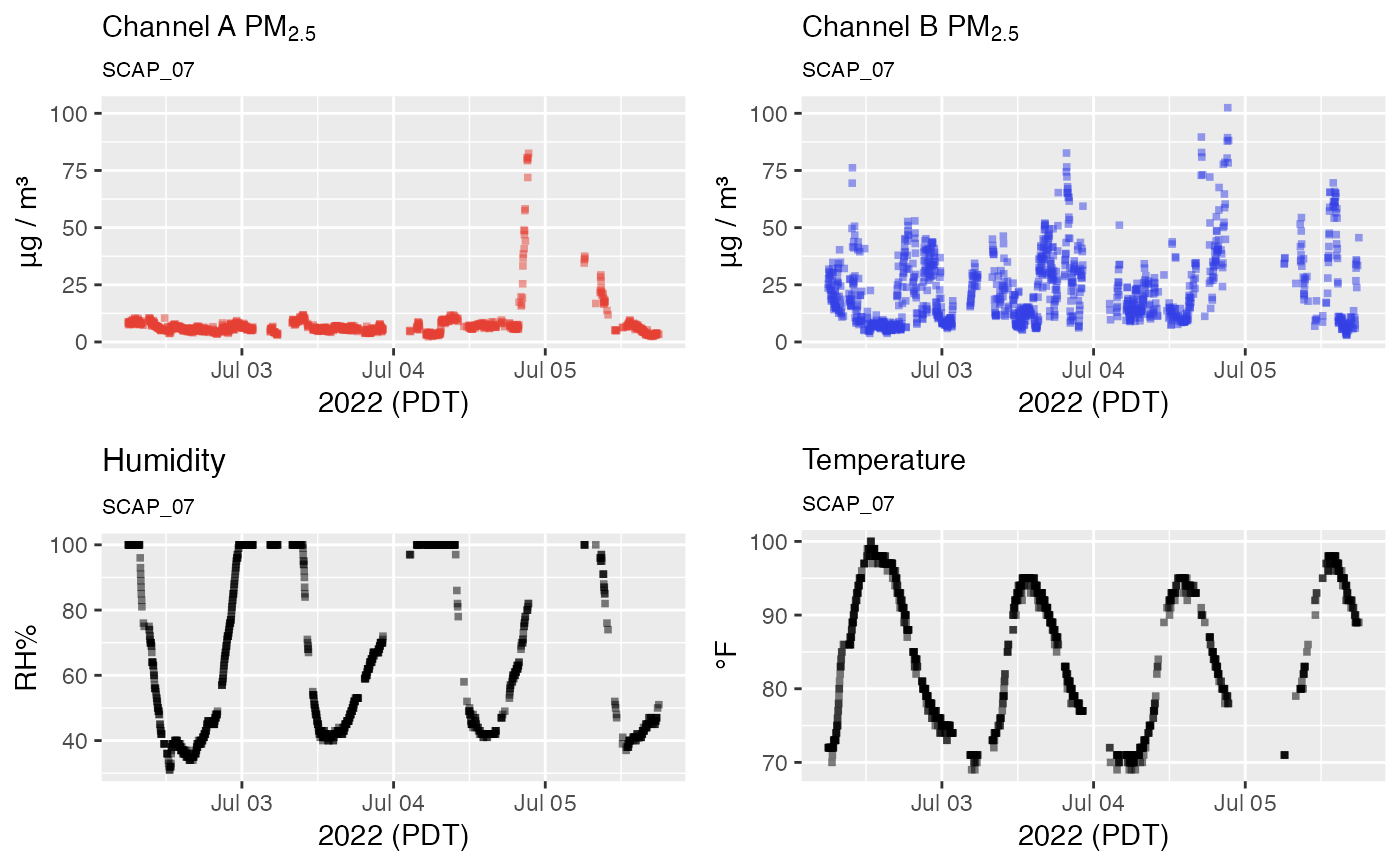 Channel A PM2.5
SCAP_07
100
75
50
25
0
µg / m³
Jul 03 Jul 04 Jul 05
2022 (PDT)
Channel B PM2.5
SCAP_07
100
75
50
25
0
µg / m³
Jul 03 Jul 04 Jul 05
2022 (PDT)
Humidity
SCAP_07
100
80
60
40
RH%
Jul 03 Jul 04 Jul 05
2022 (PDT)
Temperature
SCAP_07
100
90
80
70
°F
Jul 03 Jul 04 Jul 05
2022 (PDT)